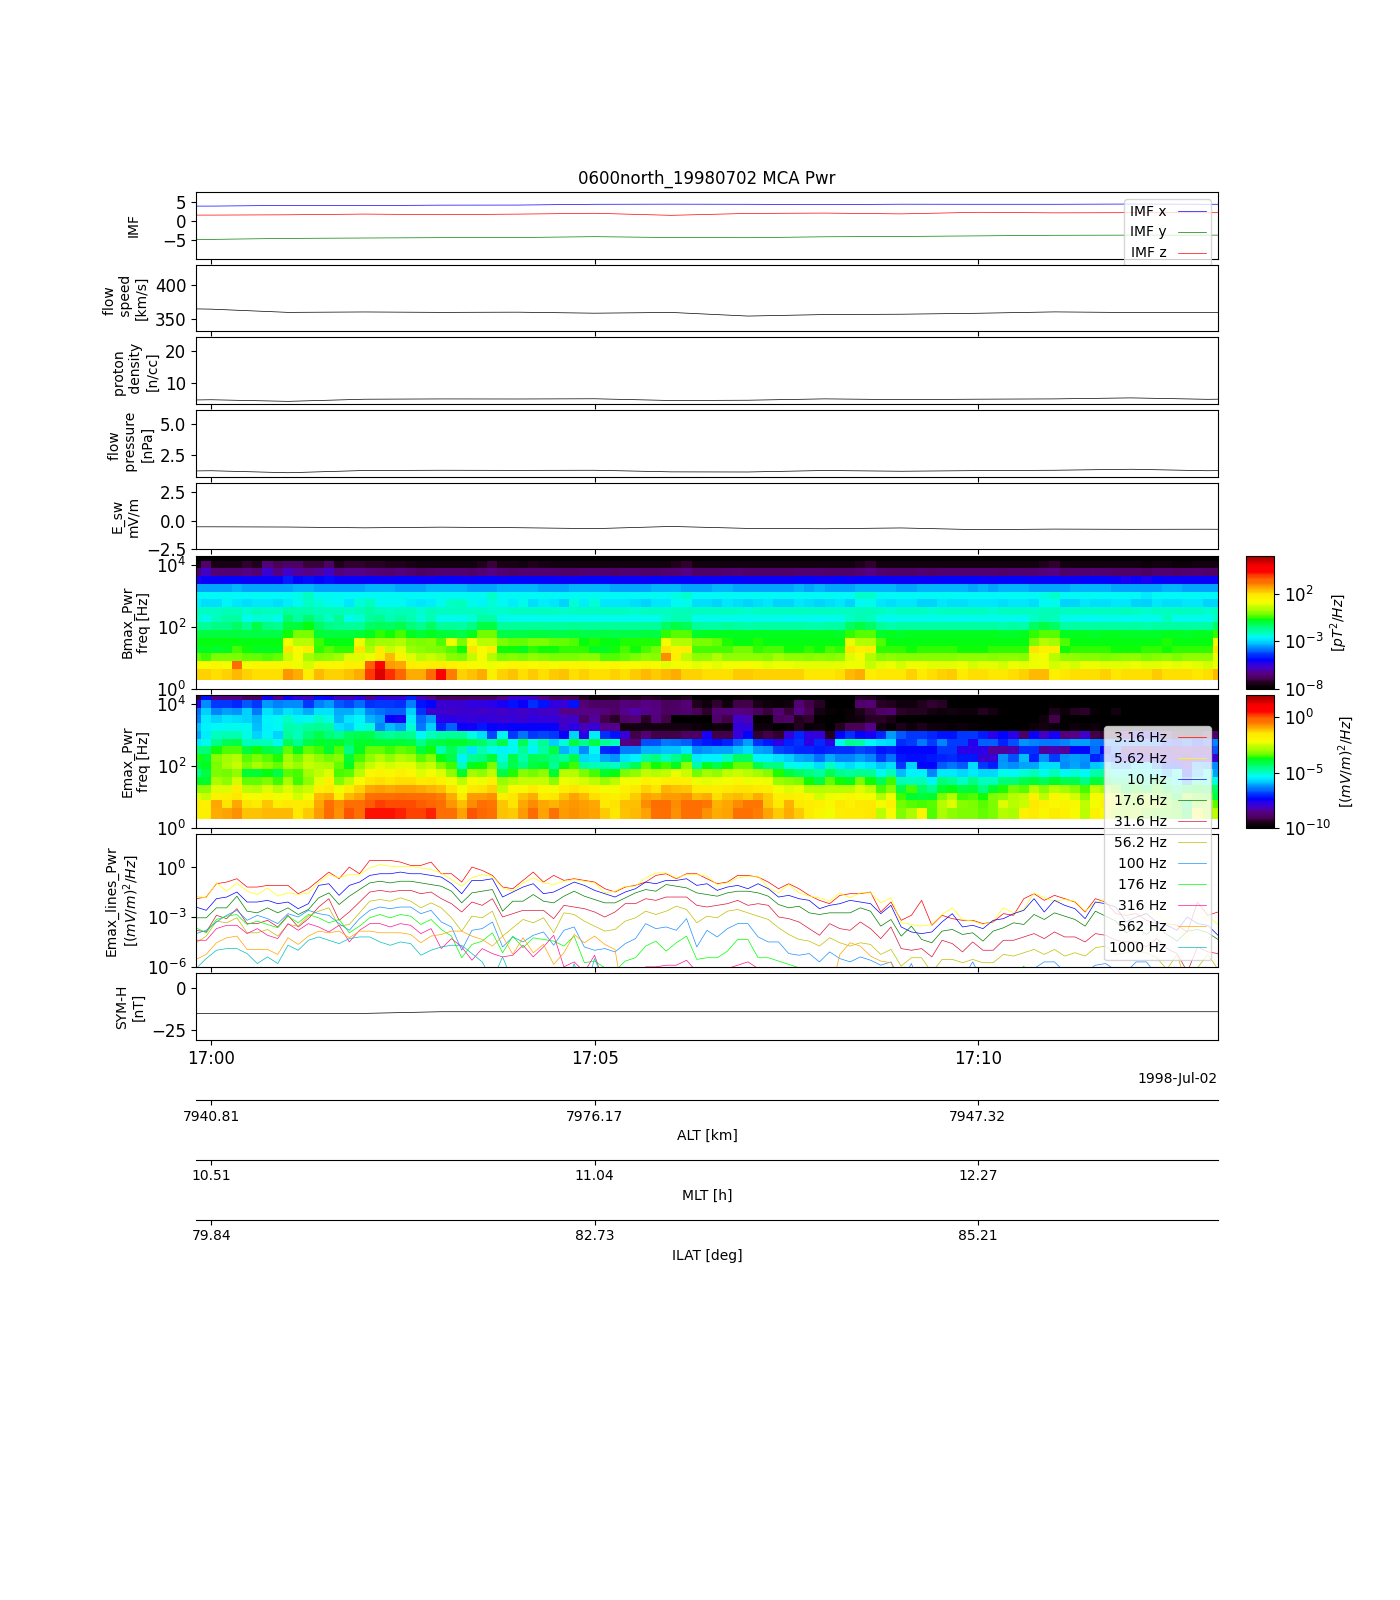 0600north_19980702 MCA Pwr
5
0
−5
IMF
IMF x
IMF y
IMF z
400
350
flow
speed
[km/s]
20
10
proton
density
[n/cc]
5.0
2.5
flow
pressure
[nPa]
2.5
0.0
−2.5
E_sw
mV/m
10^4
10^2
10^0
Bmax_Pwr
freq [Hz]
10^2
10^−3
10^−8
[pT^2/Hz]
10^4
10^2
10^0
Emax_Pwr
freq [Hz]
10^0
10^−5
10^−10
[(mV/m)^2/Hz]
3.16 Hz
5.62 Hz
10 Hz
17.6 Hz
31.6 Hz
56.2 Hz
100 Hz
176 Hz
316 Hz
562 Hz
1000 Hz
10^0
10^−3
10^−6
Emax_lines_Pwr
[(mV/m)^2/Hz]
0
−25
SYM-H
[nT]
17:00 17:05 17:10
1998-Jul-02
7940.81 7976.17 7947.32
ALT [km]
10.51 11.04 12.27
MLT [h]
79.84 82.73 85.21
ILAT [deg]